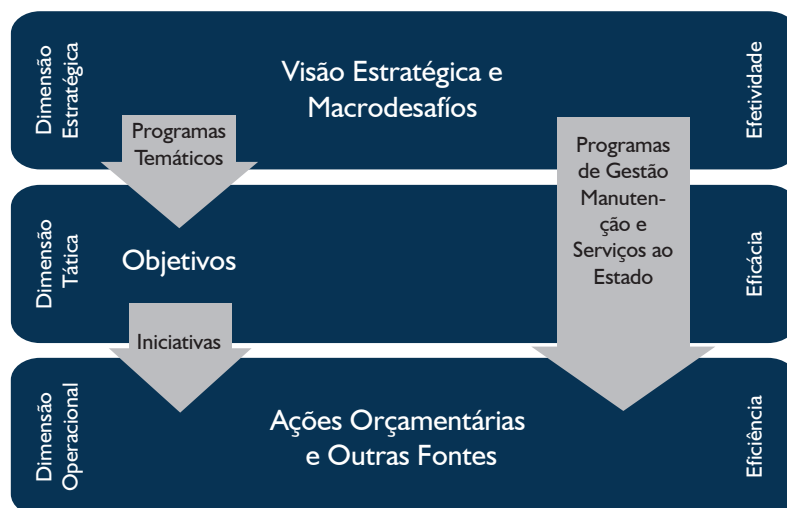 Dimensão
Estratégica
Visão Estratégica e
Macrodesafíos
Efetividade
Programas
Temáticos
Programas
de Gestão
Manuten-
ção e
Serviços ao
Estado
Dimensão
Tática
Objetivos
Eficácia
Iniciativas
Dimensão
Operacional
Ações Orçamentárias
e Outras Fontes
Eficiência